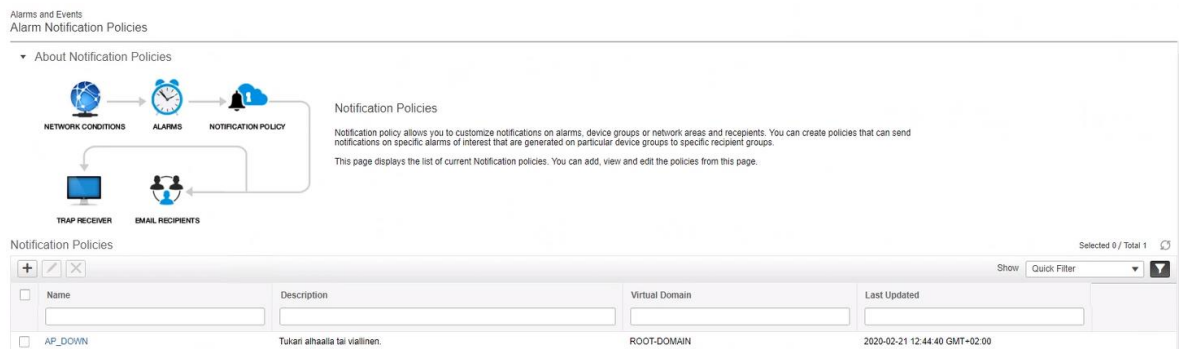 Alarms and Events
Alarm Notification Policies
About Notification Policies
NETWORK CONDITIONS
ALARMS
NOTIFICATION POLICY
TRAP RECEIVER
EMAIL RECIPIENTS
Notification Policies
Notification policy allows you to customize notifications on alarms, device groups or network areas and recepients. You can create policies that can send
notifications on specific alarms of interest that are generated on particular device groups to specific recipient groups.
This page displays the list of current Notification policies. You can add, view and edit the policies from this page.
Notification Policies
Selected 0 / Total 1
Show Quick Filter
Name Description Virtual Domain Last Updated
AP_DOWN Tukari alhaalla tai viallinen. ROOT-DOMAIN 2020-02-21 12:44:40 GMT+02:00